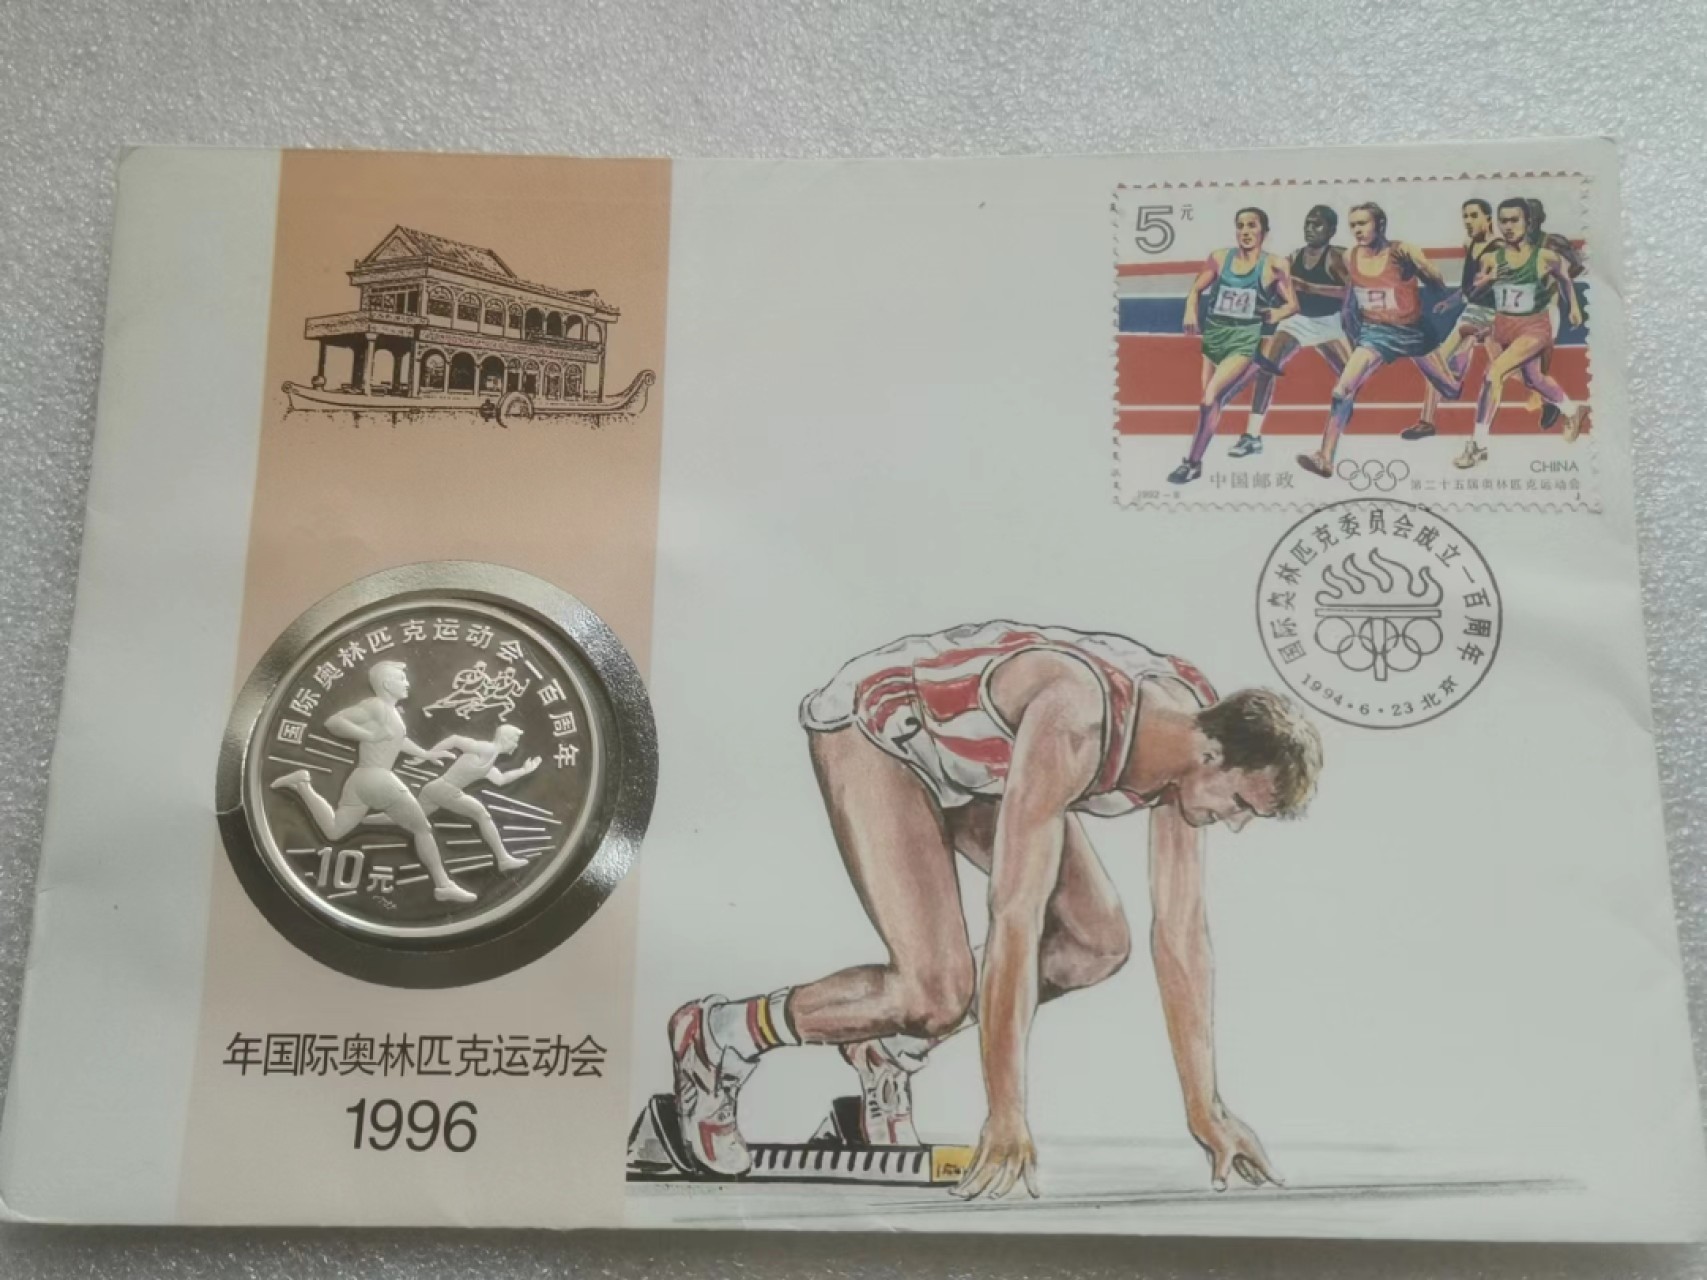 5元
64
9
17
中国邮政
CHINA
第二十五届奥林匹克运动会
1992-8
国际奥林匹克委员会成立一百周年
1994·6·23 北京
国际奥林匹克运动会一百周年
10元
2
年国际奥林匹克运动会
1996